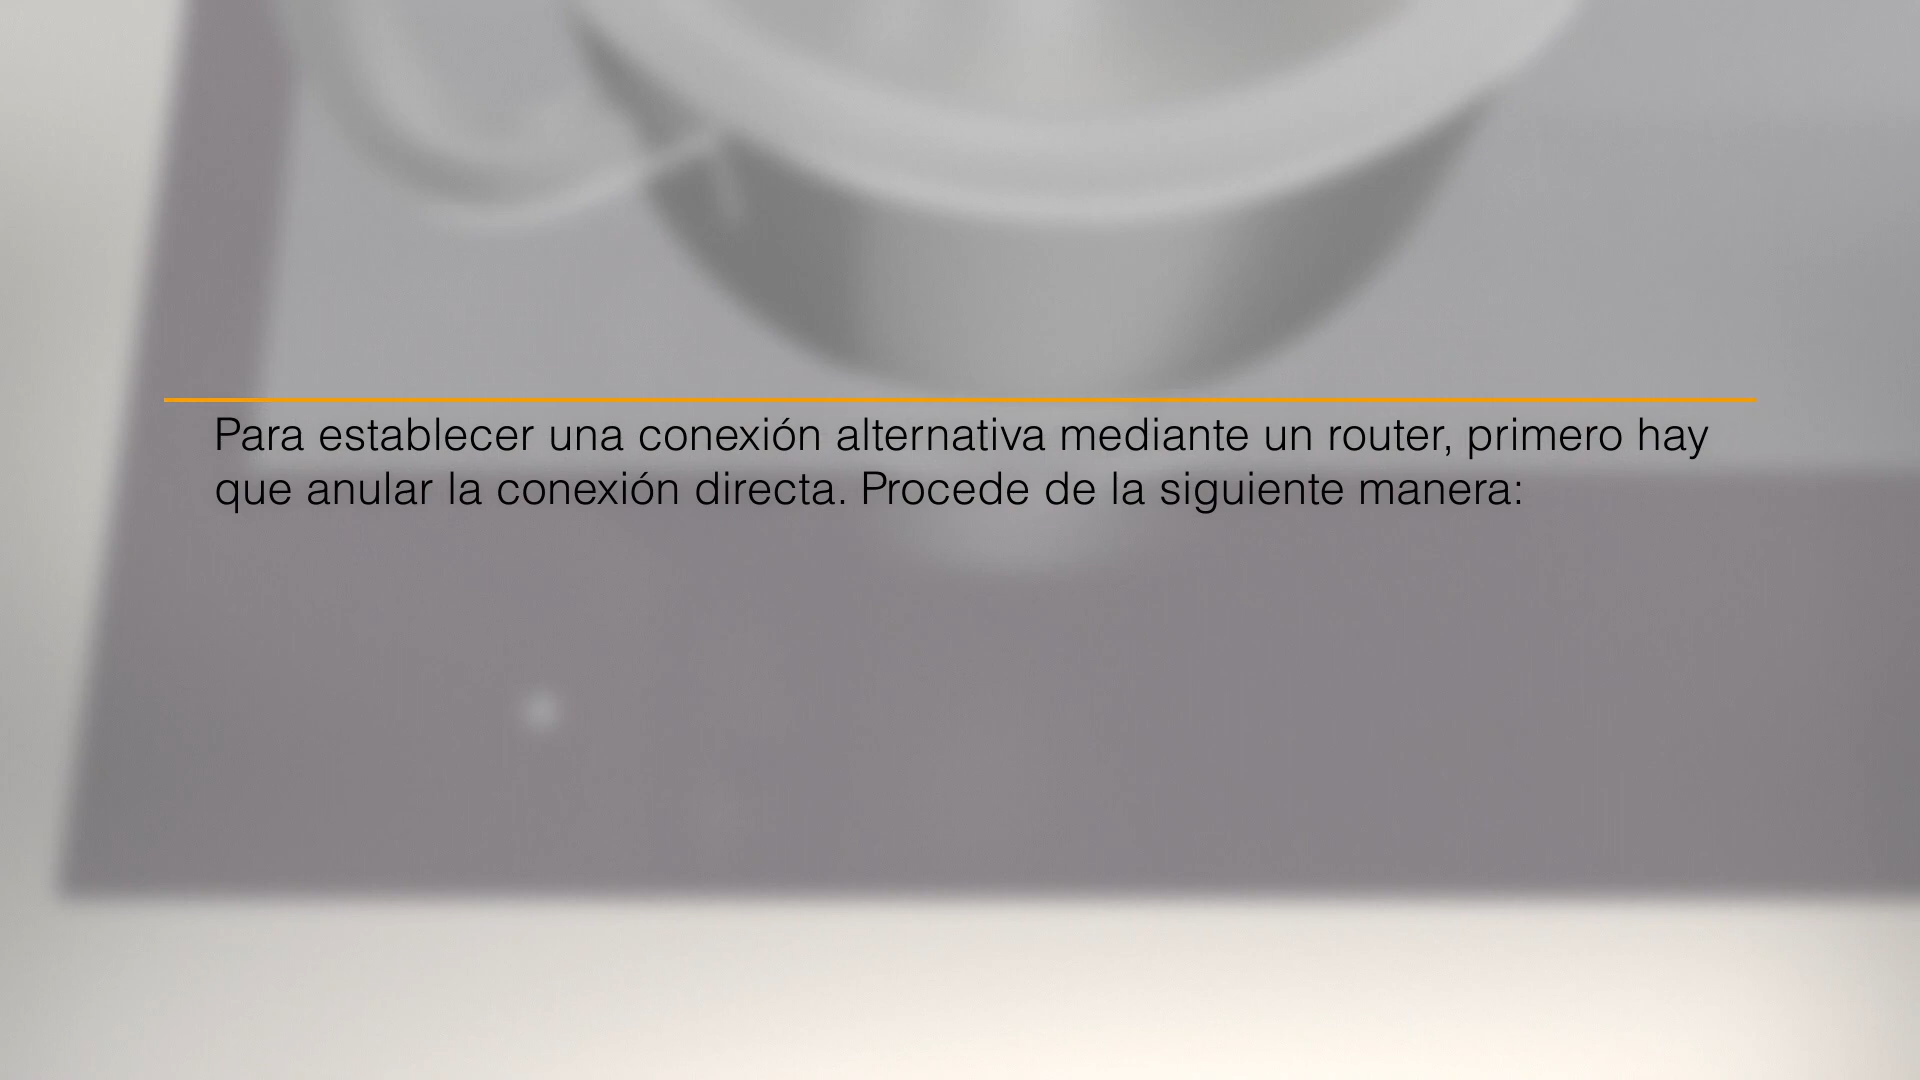 Para establecer una conexión alternativa mediante un router, primero hay
que anular la conexión directa. Procede de la siguiente manera: